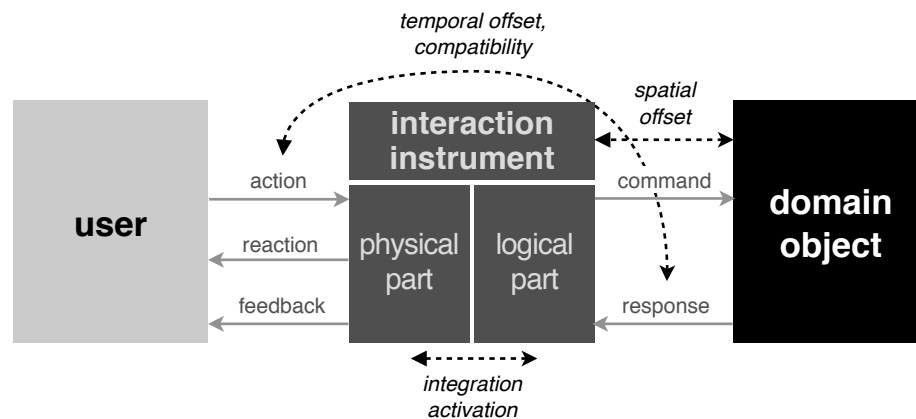 temporal offset,
compatibility
spatial
offset
interaction
instrument
action
command
user
domain
object
physical
part
logical
part
reaction
feedback
response
integration
activation